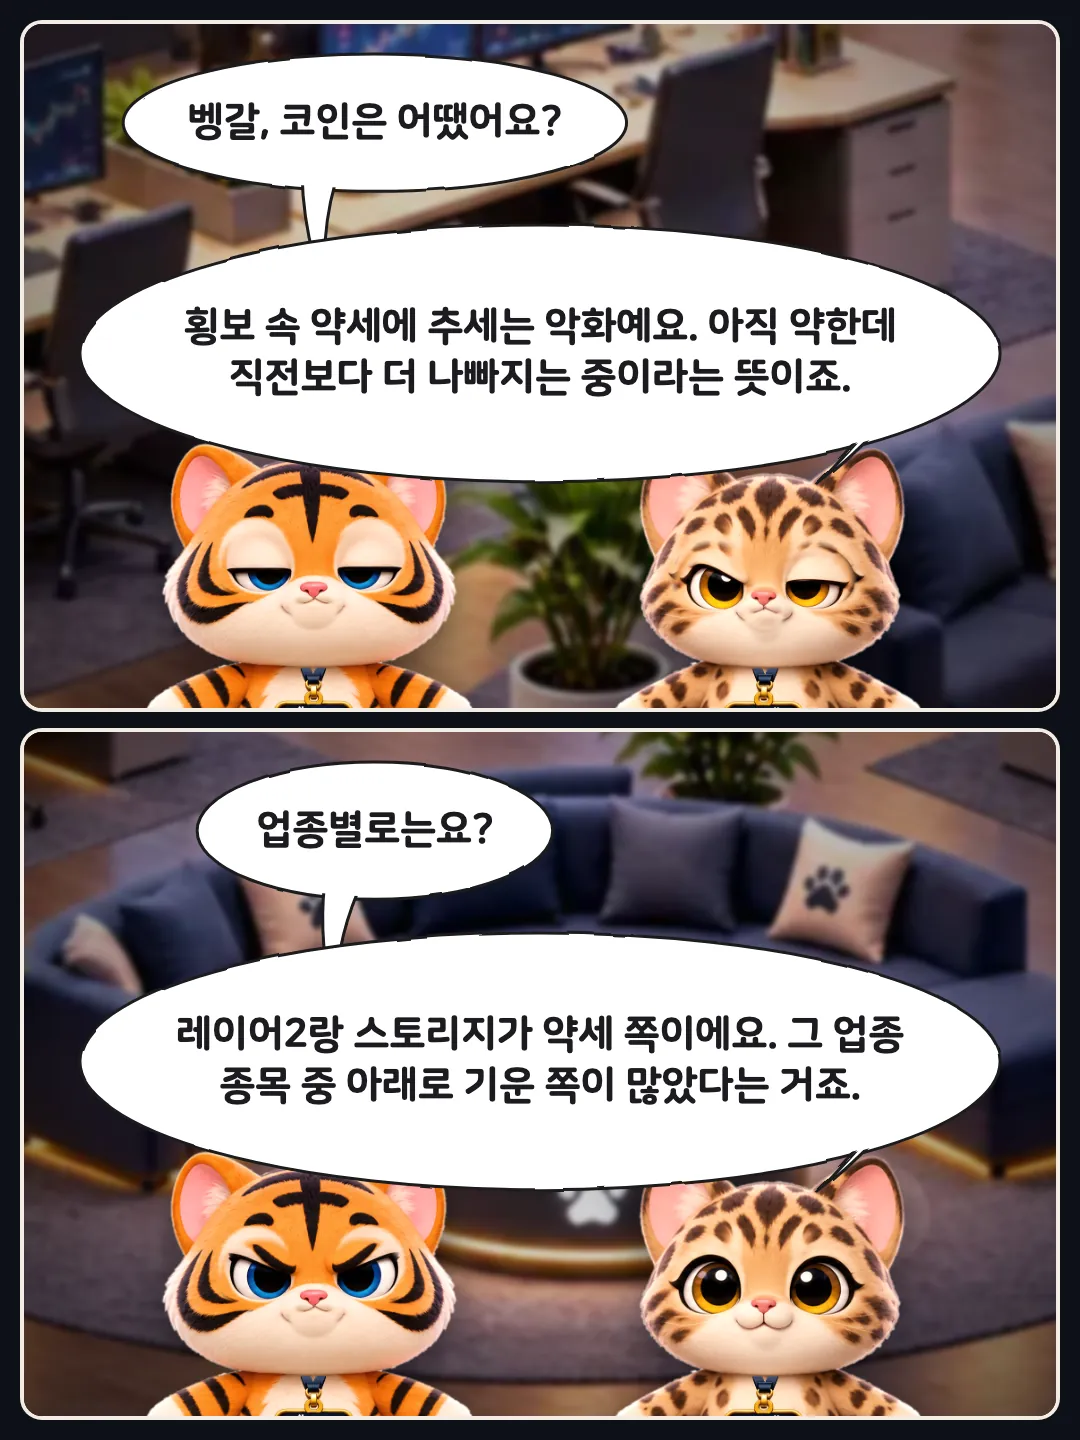 벵갈, 코인은 어땠어요?
횡보 속 약세에 추세는 악화예요. 아직 약한데
직전보다 더 나빠지는 중이라는 뜻이죠.
업종별로는요?
레이어2랑 스토리지가 약세 쪽이에요. 그 업종
종목 중 아래로 기운 쪽이 많았다는 거죠.